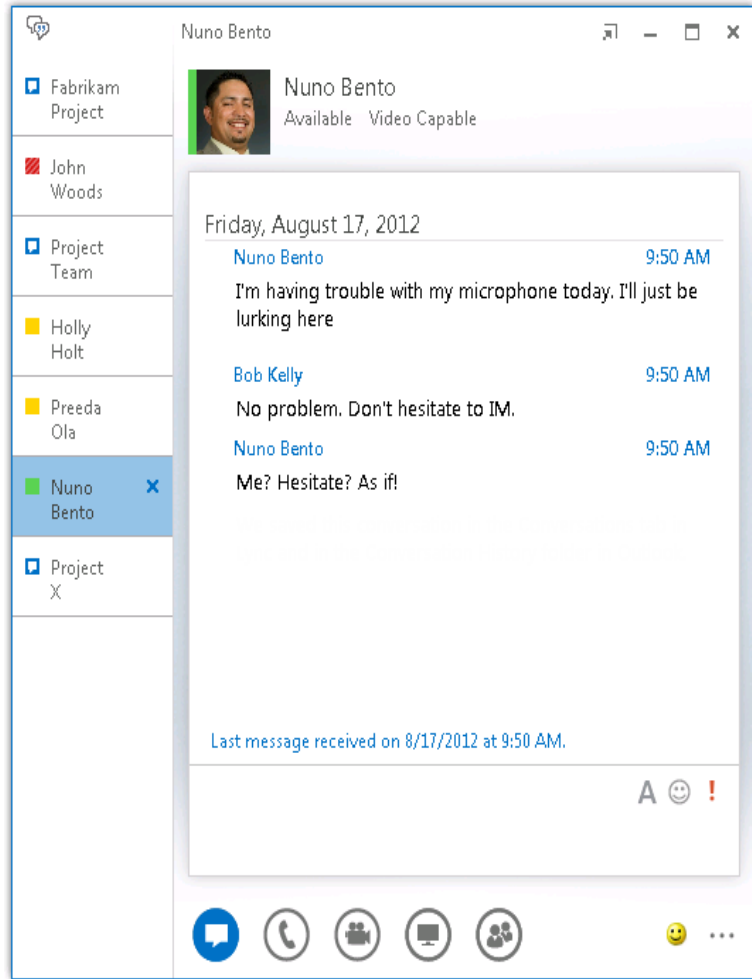 Nuno Bento
Fabrikam
Project
John
Woods
Project
Team
Holly
Holt
Preeda
Ola
Nuno
Bento
Project
X
Nuno Bento
Available Video Capable
Friday, August 17, 2012
Nuno Bento 9:50 AM
I'm having trouble with my microphone today. I'll just be
lurking here
Bob Kelly 9:50 AM
No problem. Don't hesitate to IM.
Nuno Bento 9:50 AM
Me? Hesitate? As if!
Last message received on 8/17/2012 at 9:50 AM.
A !